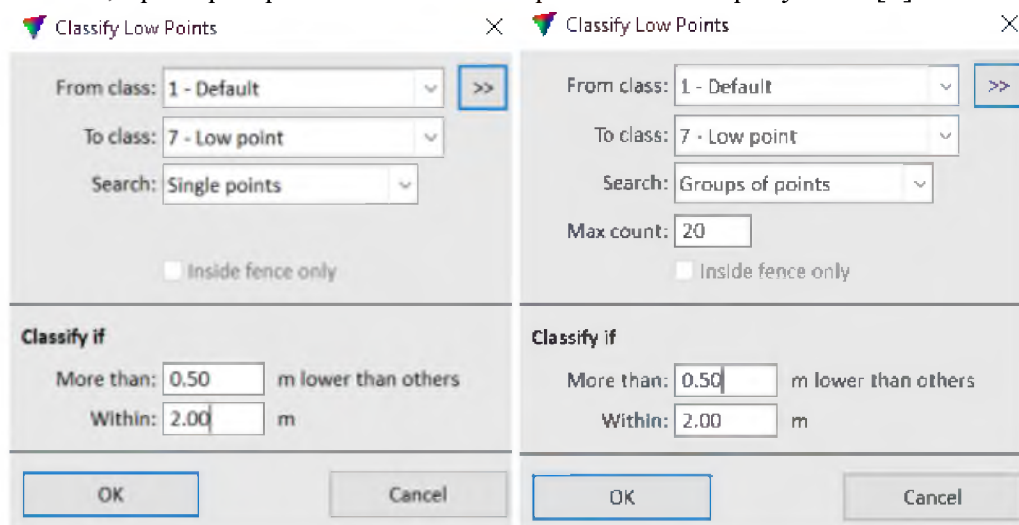 Classify Low Points
From class: 1 - Default >>
To class: 7 - Low point
Search: Single points
Inside fence only
Classify if
More than: 0.50 m lower than others
Within: 2.00 m
OK Cancel
Classify Low Points
From class: 1 - Default >>
To class: 7 - Low point
Search: Groups of points
Max count: 20
Inside fence only
Classify if
More than: 0.50 m lower than others
Within: 2.00 m
OK Cancel